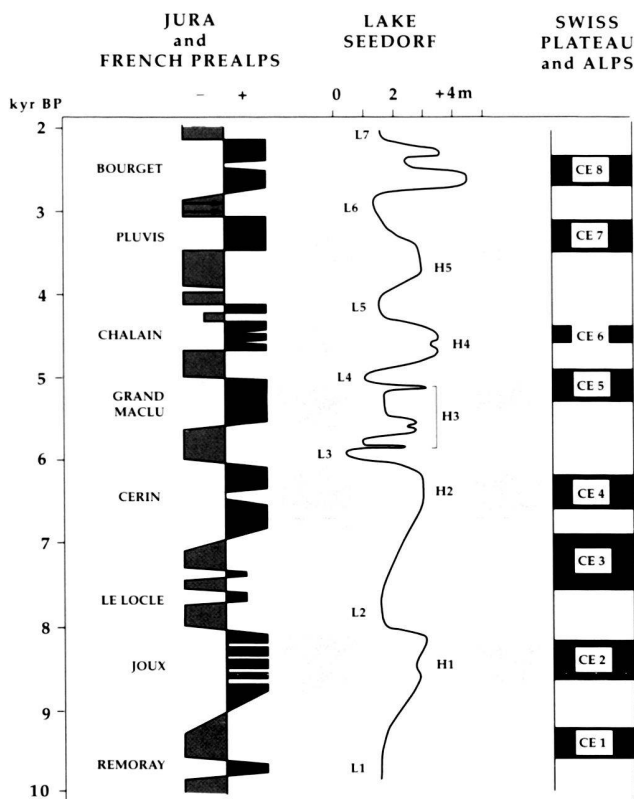 JURA
and
FRENCH PREALPS
LAKE
SEEDORF
SWISS
PLATEAU
and ALPS
kyr BP
– +
0 2 +4 m
2
3
4
5
6
7
8
9
10
BOURGET
PLUVIS
CHALAIN
GRAND
MACLU
CERIN
LE LOCLE
JOUX
REMORAY
L7
L6
H5
L5
H4
L4
H3
L3
H2
L2
H1
L1
CE 8
CE 7
CE 6
CE 5
CE 4
CE 3
CE 2
CE 1